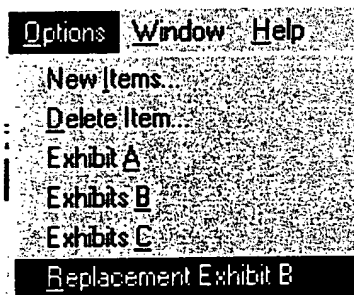 Options Window Help
New Items...
Delete Item...
Exhibit A
Exhibits B
Exhibits C
Replacement Exhibit B